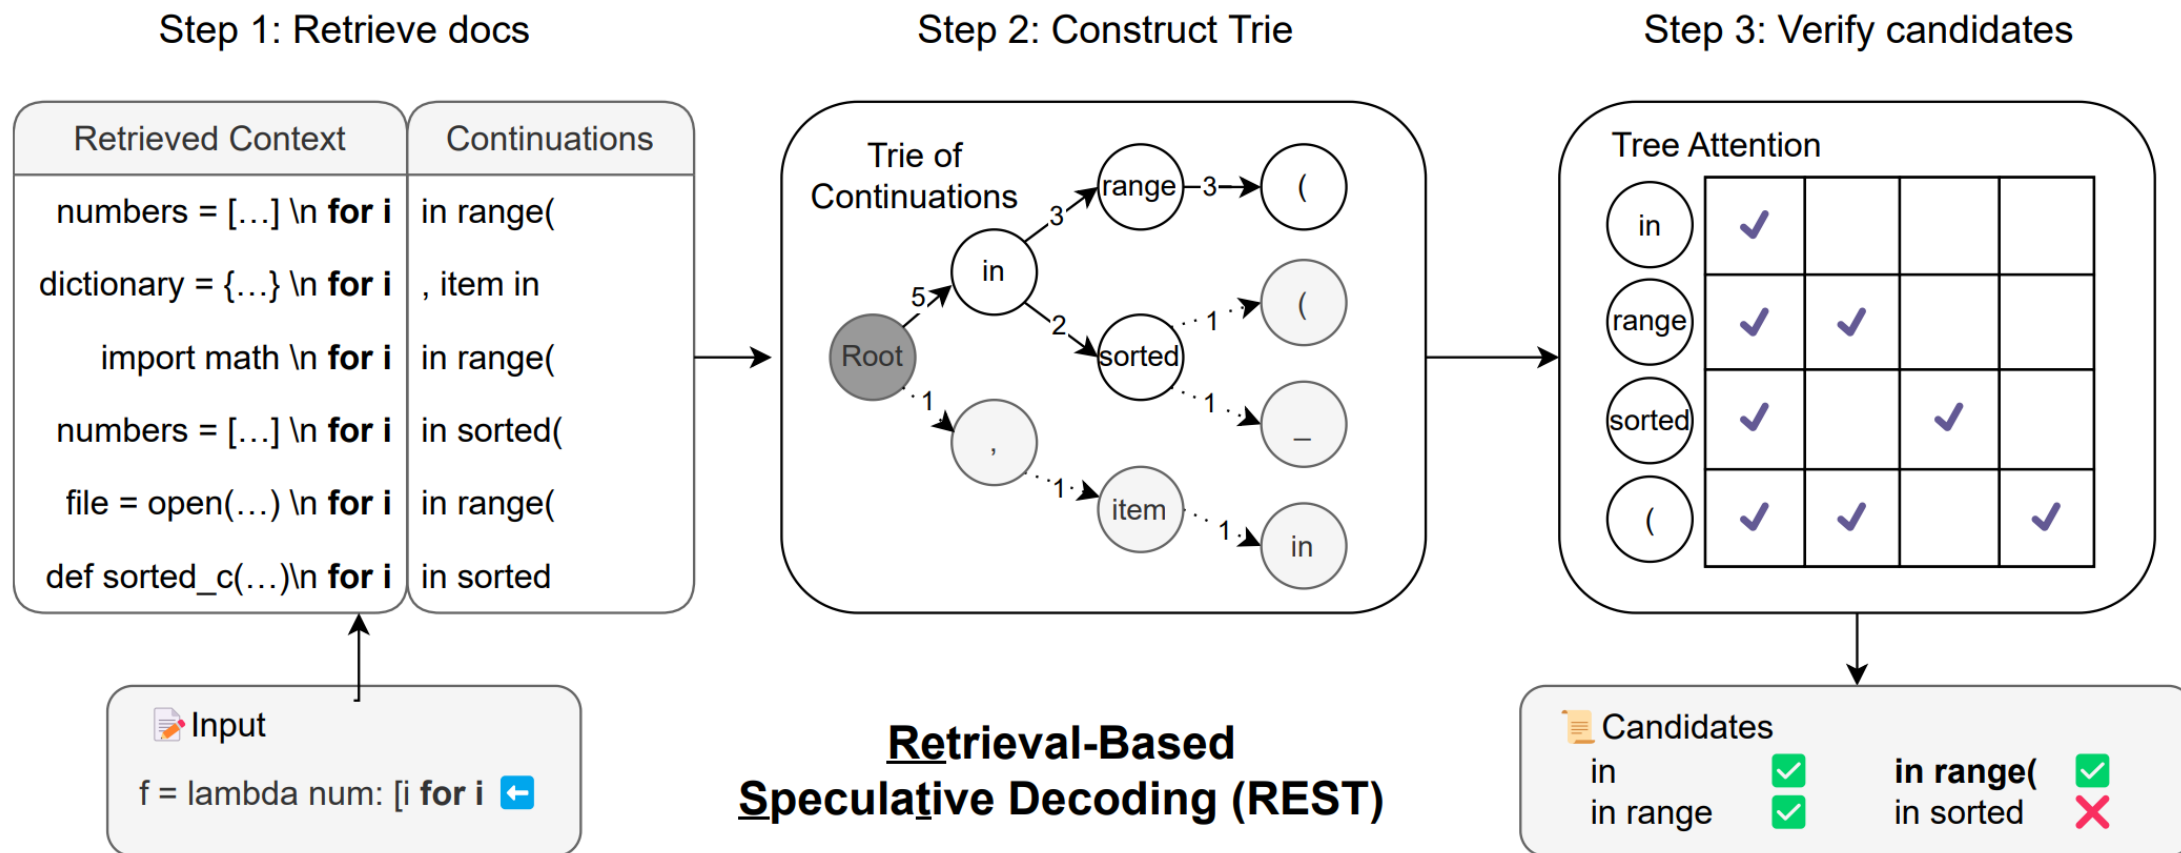 Step 1: Retrieve docs
Step 2: Construct Trie
Step 3: Verify candidates
Retrieved Context
Continuations
numbers = […] \n for i
in range(
dictionary = {…} \n for i
, item in
import math \n for i
in range(
numbers = […] \n for i
in sorted(
file = open(…) \n for i
in range(
def sorted_c(…)\n for i
in sorted
Input
f = lambda num: [i for i
Trie of
Continuations
Root
5
in
3
range
3
(
2
sorted
1
(
1
_
1
,
1
item
1
in
Retrieval-Based
Speculative Decoding (REST)
Tree Attention
in
range
sorted
(
Candidates
in
in range(
in range
in sorted